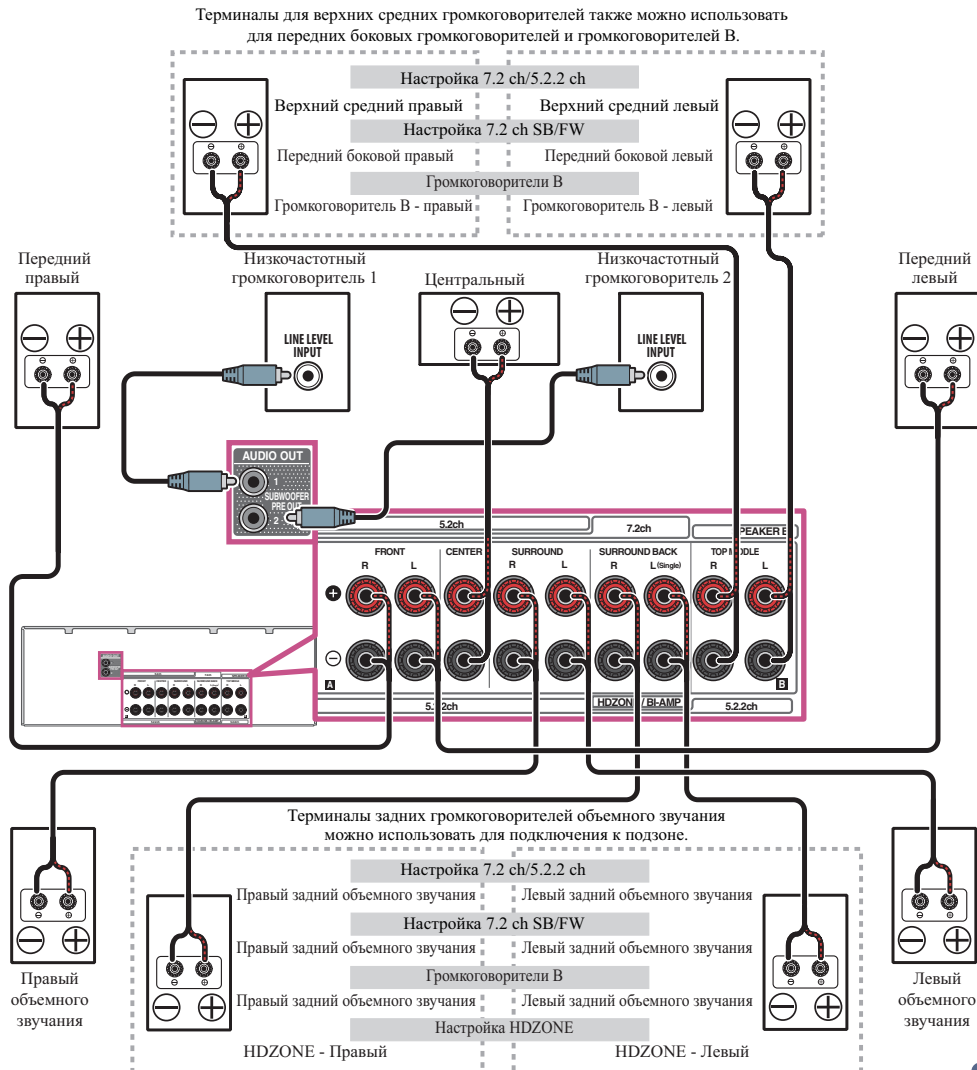 Терминалы для верхних средних громкоговорителей также можно использовать
для передних боковых громкоговорителей и громкоговорителей B.
Настройка 7.2 ch/5.2.2 ch
Верхний средний правый
Верхний средний левый
Настройка 7.2 ch SB/FW
Передний боковой правый
Передний боковой левый
Громкоговорители B
Громкоговоритель B - правый
Громкоговоритель B - левый
Передний
правый
Низкочастотный
громкоговоритель 1
Центральный
Низкочастотный
громкоговоритель 2
Передний
левый
LINE LEVEL
INPUT
LINE LEVEL
INPUT
AUDIO OUT
1
SUBWOOFER
PRE OUT
2
5.2ch
7.2ch
PEAKER B
FRONT
CENTER
SURROUND
SURROUND BACK
TOP MIDDLE
R
L
R
L
R
L (Single)
R
L
A
B
5.2.2ch
HDZONE / BI-AMP
5.2.2ch
Терминалы задних громкоговорителей объемного звучания
можно использовать для подключения к подзоне.
Настройка 7.2 ch/5.2.2 ch
Правый задний объемного звучания
Левый задний объемного звучания
Настройка 7.2 ch SB/FW
Правый задний объемного звучания
Левый задний объемного звучания
Громкоговорители B
Правый задний объемного звучания
Левый задний объемного звучания
Настройка HDZONE
HDZONE - Правый
HDZONE - Левый
Правый
объемного
звучания
Левый
объемного
звучания